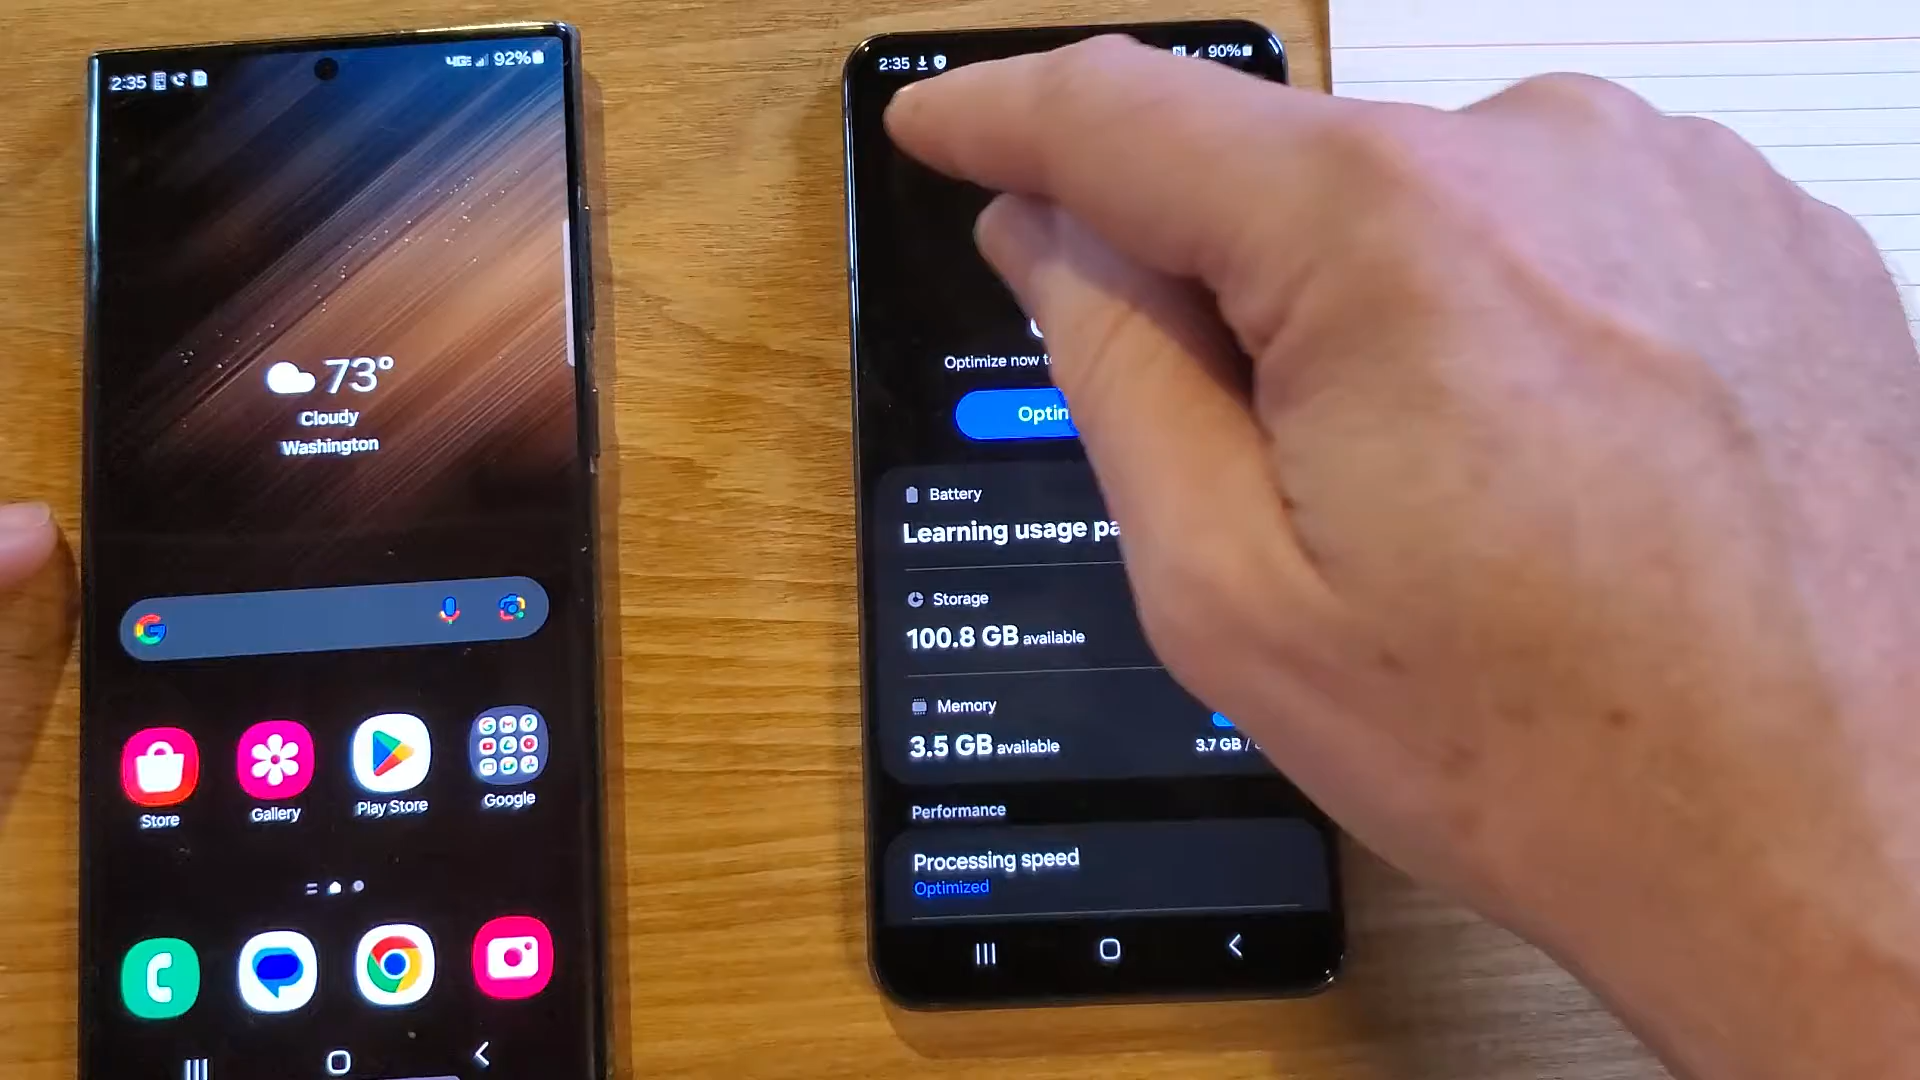 2:35
4GE 92%
73°
Cloudy
Washington
Store
Gallery
Play Store
Google
2:35
90%
Optimize now
Battery
Learning usage
Storage
100.8 GB available
Memory
3.5 GB available
3.7 GB /
Performance
Processing speed
Optimized